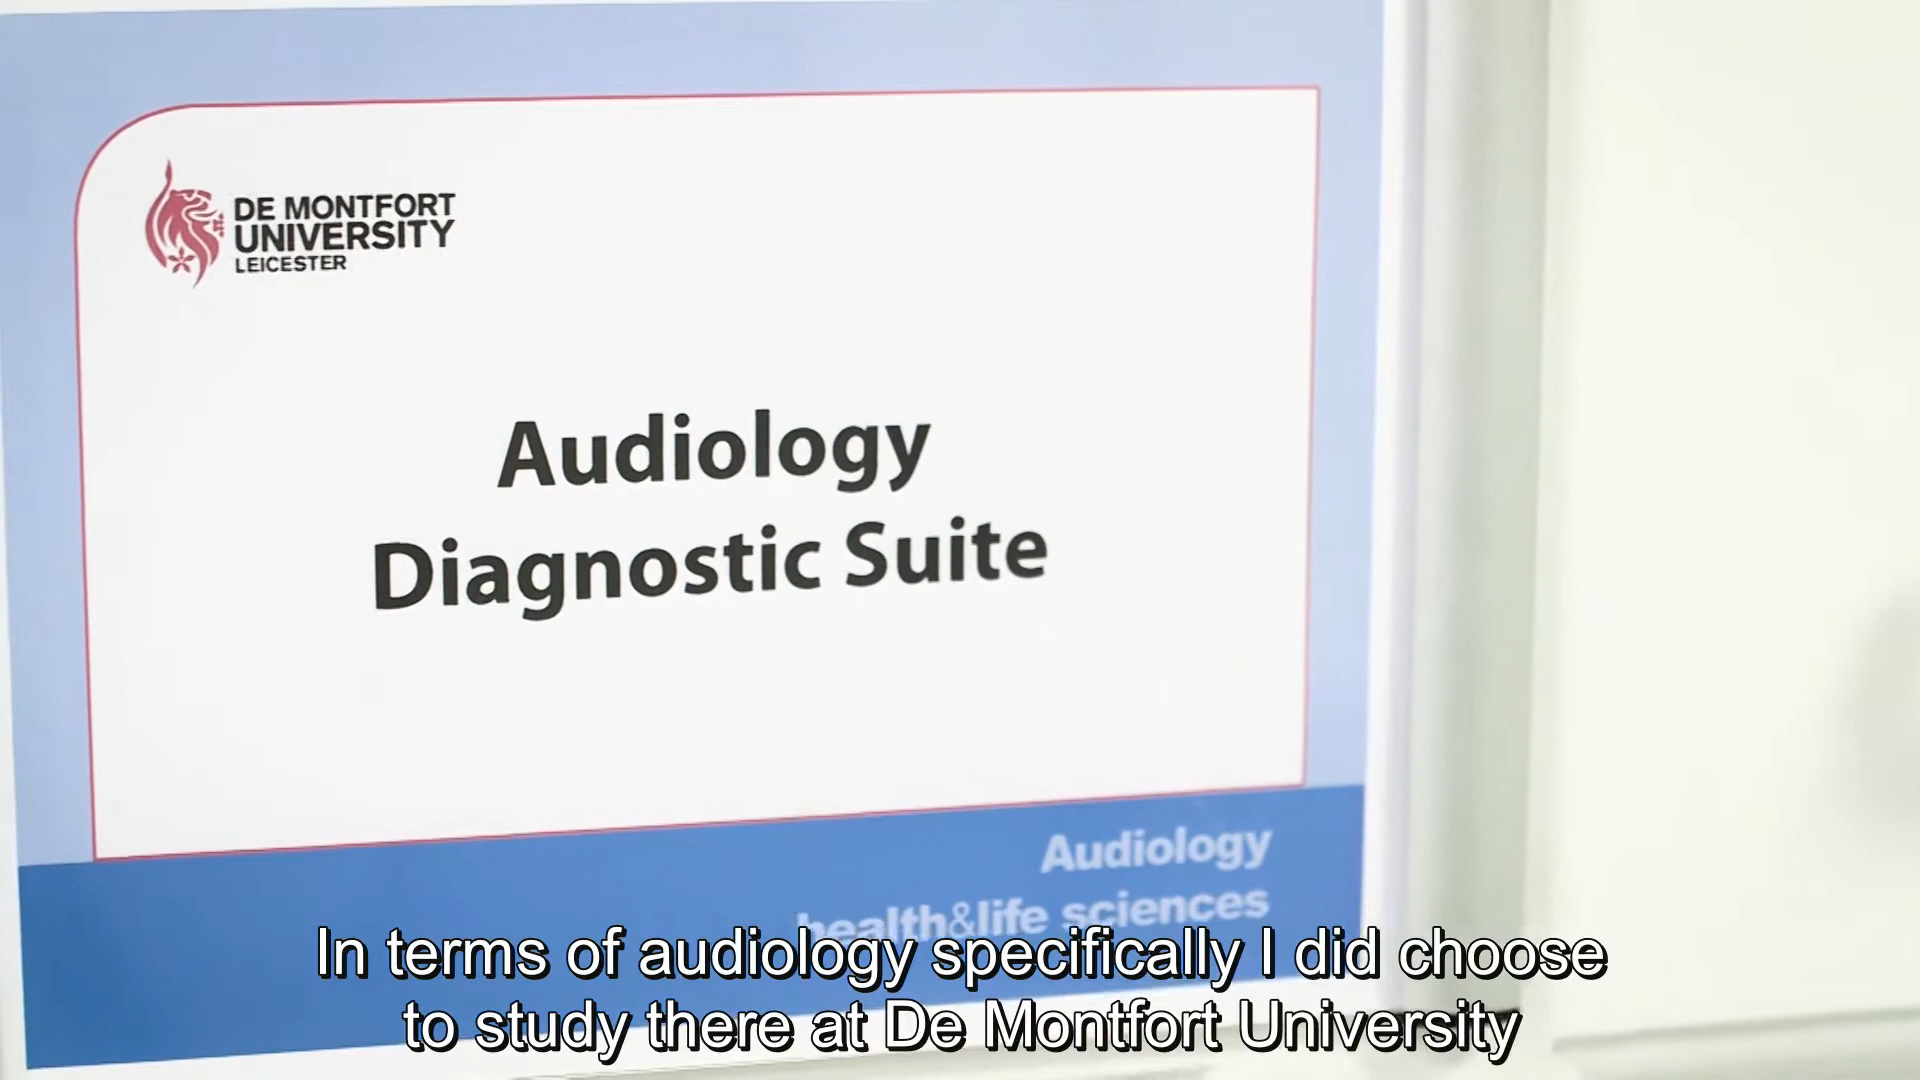 DE MONTFORT
UNIVERSITY
LEICESTER
Audiology
Diagnostic Suite
Audiology
health&life sciences
In terms of audiology specifically I did choose
to study there at De Montfort University